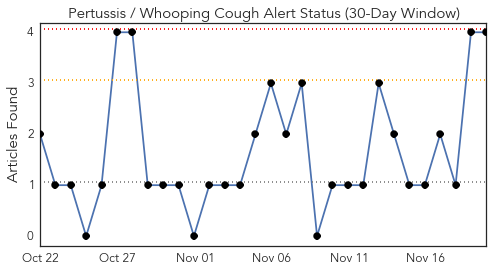 Pertussis / Whooping Cough Alert Status (30-Day Window)
Articles Found
4
3
2
1
0
Oct 22 Oct 27 Nov 01 Nov 06 Nov 11 Nov 16